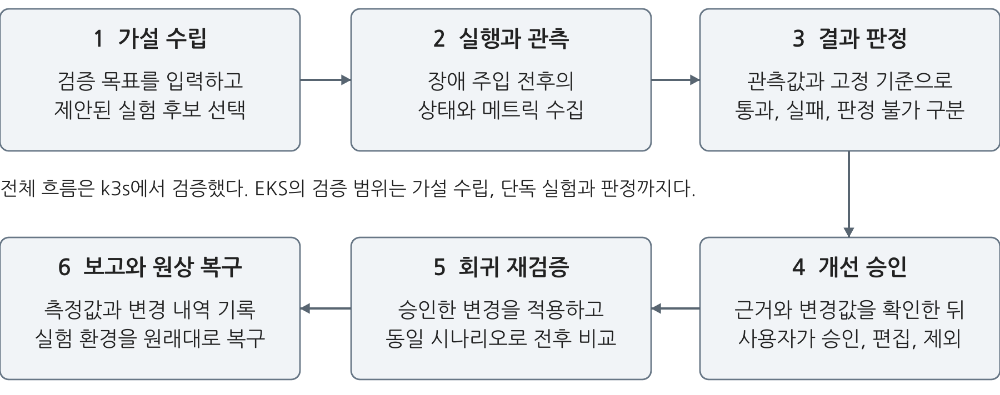 1 가설 수립
검증 목표를 입력하고
제안된 실험 후보 선택
2 실행과 관측
장애 주입 전후의
상태와 메트릭 수집
3 결과 판정
관측값과 고정 기준으로
통과, 실패, 판정 불가 구분
전체 흐름은 k3s에서 검증했다. EKS의 검증 범위는 가설 수립, 단독 실험과 판정까지다.
4 개선 승인
근거와 변경값을 확인한 뒤
사용자가 승인, 편집, 제외
5 회귀 재검증
승인한 변경을 적용하고
동일 시나리오로 전후 비교
6 보고와 원상 복구
측정값과 변경 내역 기록
실험 환경을 원래대로 복구